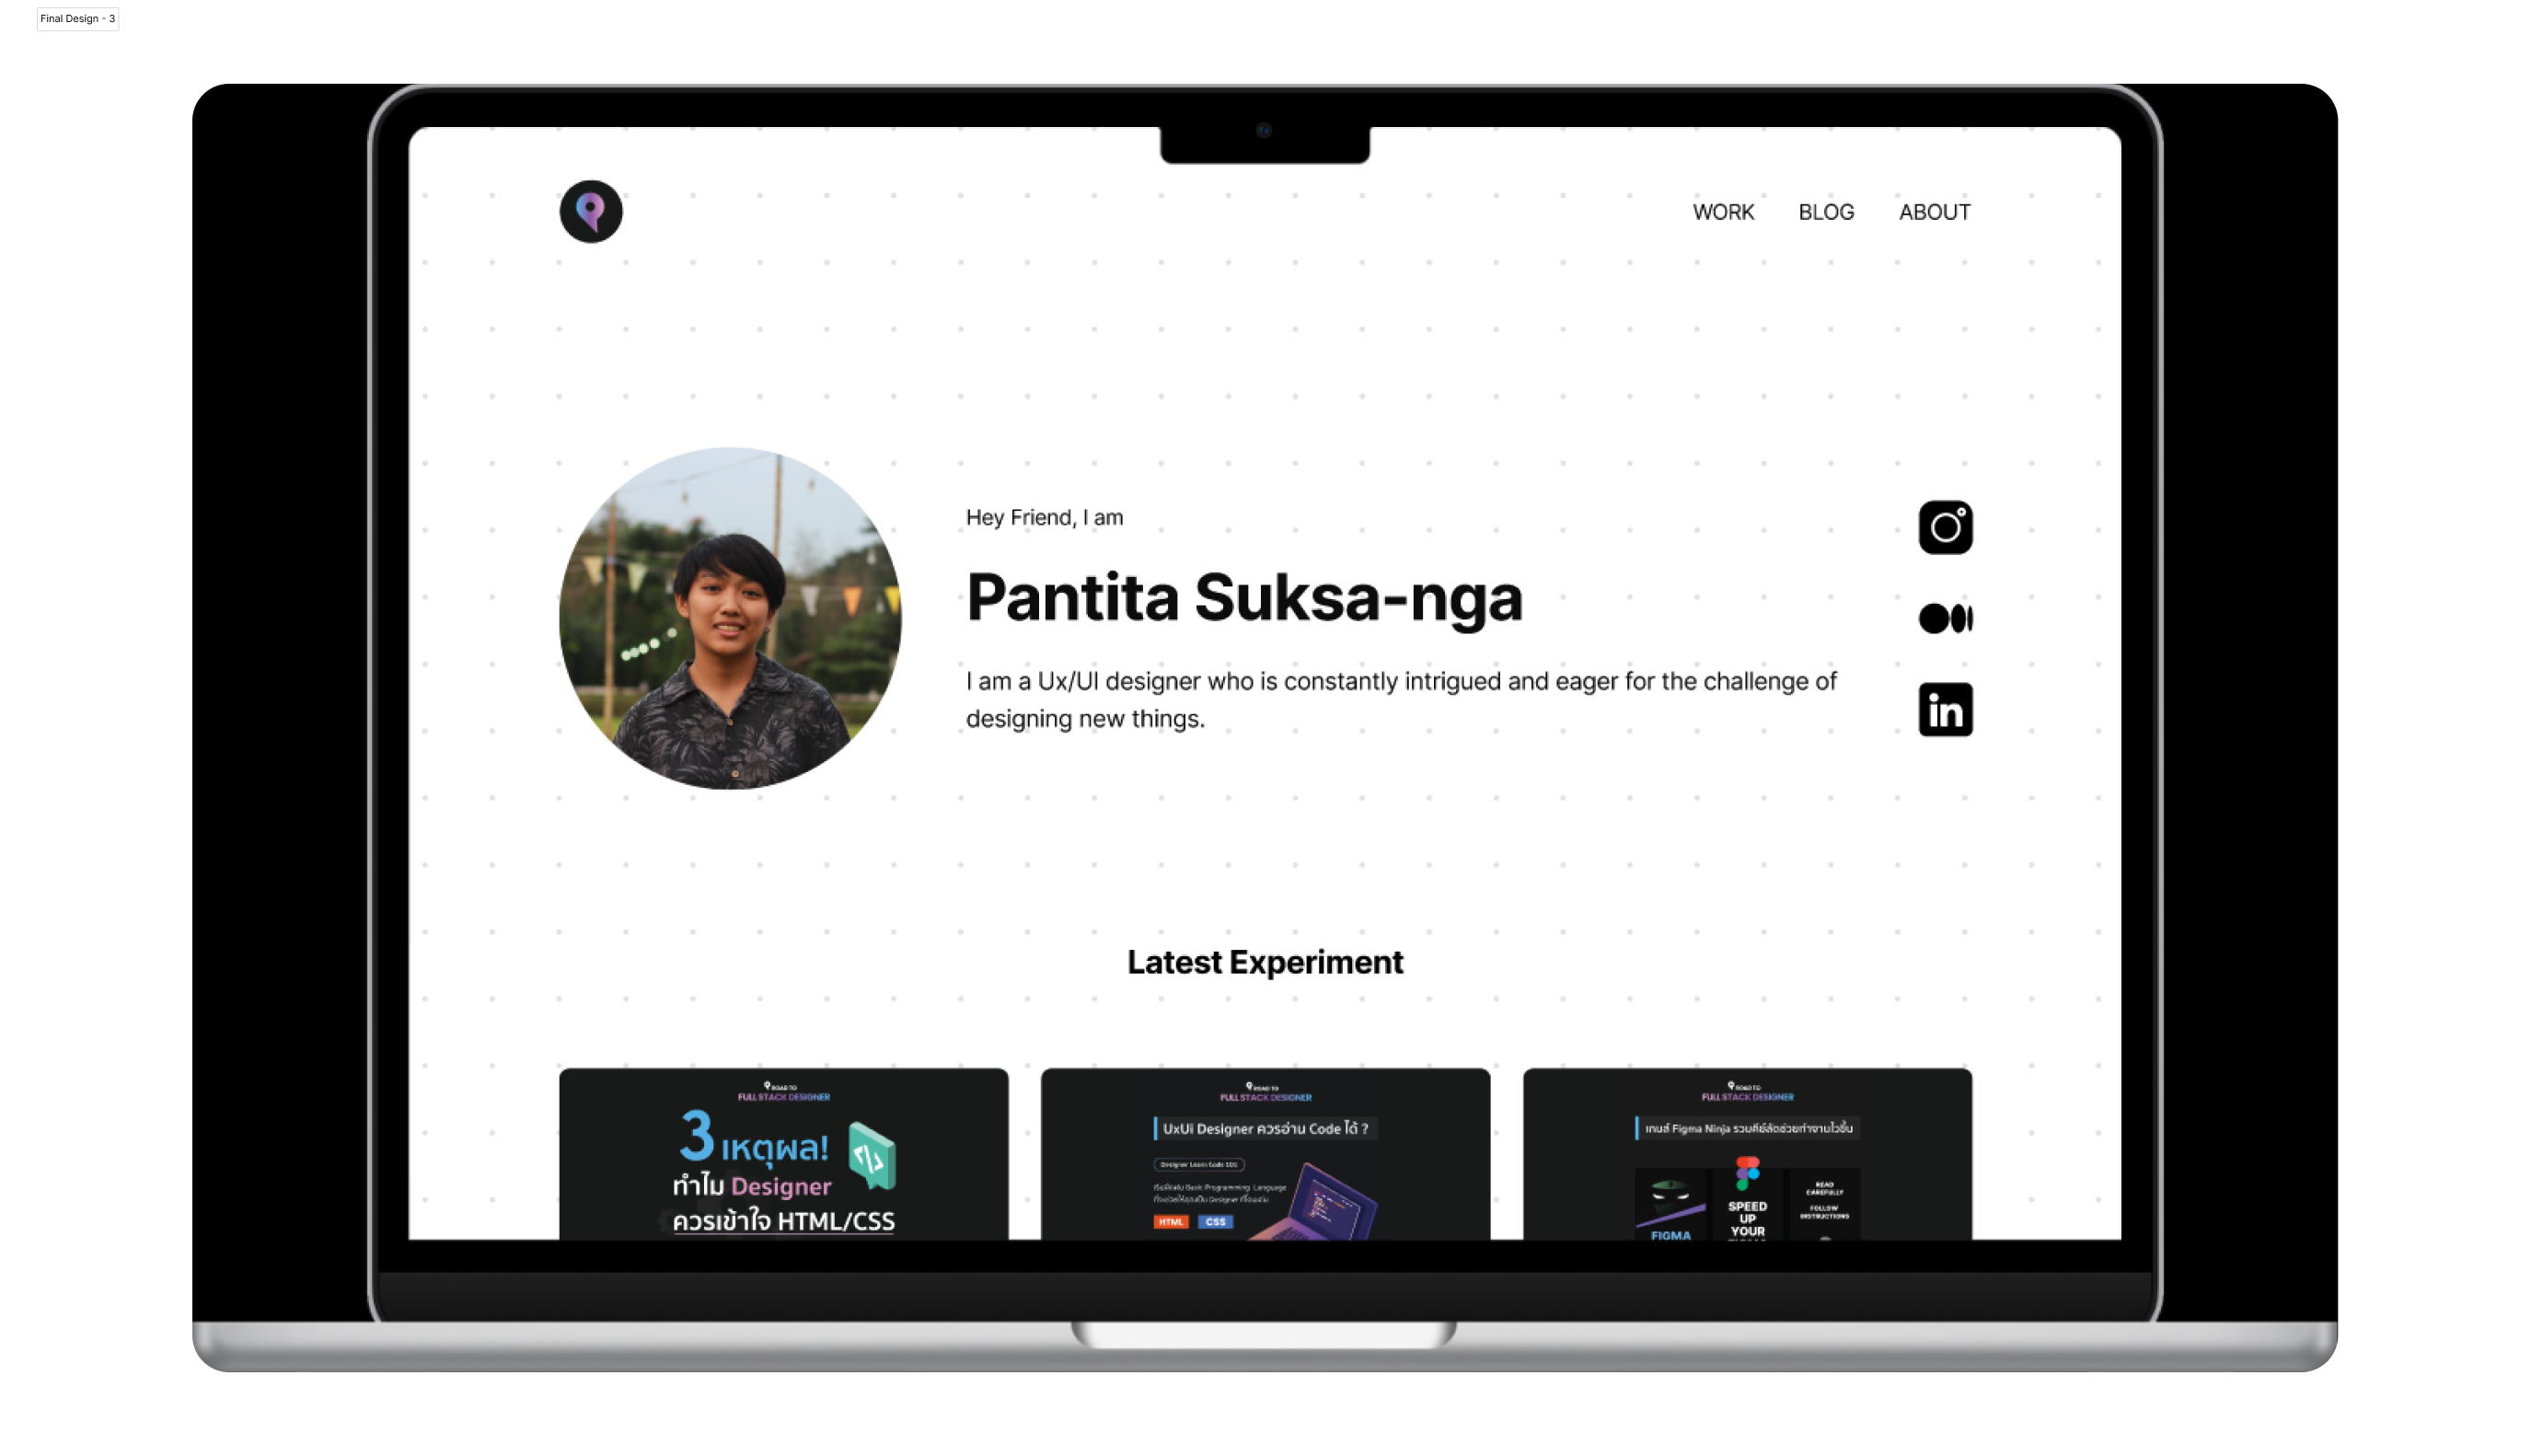 Final Design - 3
WORK BLOG ABOUT
Hey Friend, I am
Pantita Suksa-nga
I am a Ux/UI designer who is constantly intrigued and eager for the challenge of
designing new things.
in
Latest Experiment
ROAD TO
FULL STACK DESIGNER
3 เหตุผล!
ทำไม Designer
ควรเข้าใจ HTML/CSS
ROAD TO
FULL STACK DESIGNER
UxUi Designer ควรอ่าน Code ได้ ?
Designer Learn Code 101
HTML CSS
ROAD TO
FULL STACK DESIGNER
เกมส์ Figma Ninja รวมคีย์ลัดช่วยทำงานไวขึ้น
FIGMA
SPEED
UP
YOUR
READ
CAREFULLY
FOLLOW
INSTRUCTIONS